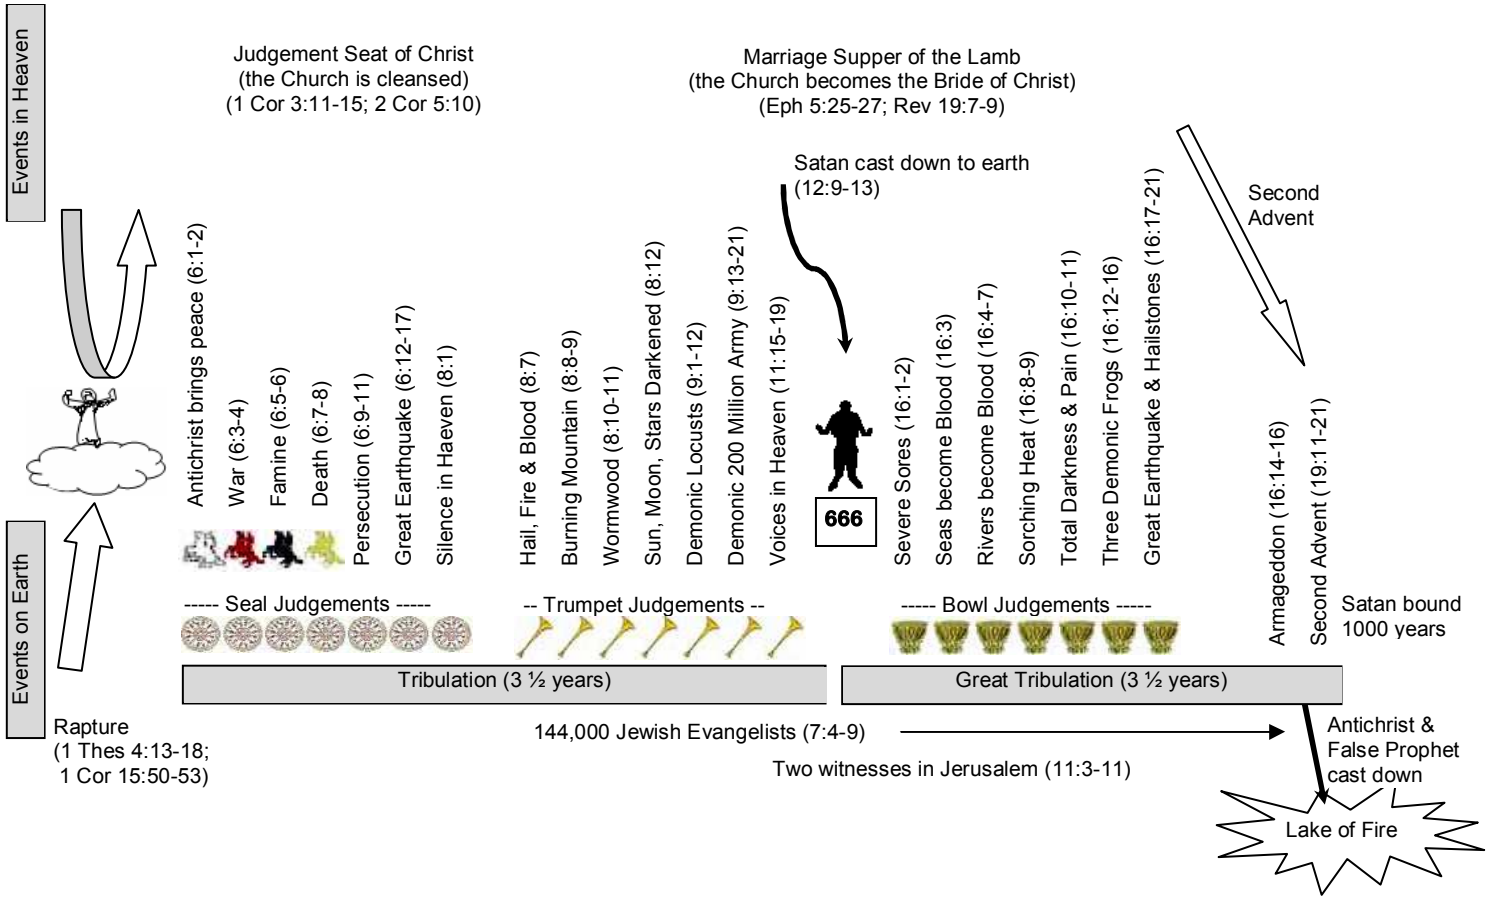 Events in Heaven
Judgement Seat of Christ
(the Church is cleansed)
(1 Cor 3:11-15; 2 Cor 5:10)
Marriage Supper of the Lamb
(the Church becomes the Bride of Christ)
(Eph 5:25-27; Rev 19:7-9)
Satan cast down to earth
(12:9-13)
Second
Advent
Antichrist brings peace (6:1-2)
War (6:3-4)
Famine (6:5-6)
Death (6:7-8)
Persecution (6:9-11)
Great Earthquake (6:12-17)
Silence in Haeven (8:1)
Hail, Fire & Blood (8:7)
Burning Mountain (8:8-9)
Wormwood (8:10-11)
Sun, Moon, Stars Darkened (8:12)
Demonic Locusts (9:1-12)
Demonic 200 Million Army (9:13-21)
Voices in Heaven (11:15-19)
666
Severe Sores (16:1-2)
Seas become Blood (16:3)
Rivers become Blood (16:4-7)
Sorching Heat (16:8-9)
Total Darkness & Pain (16:10-11)
Three Demonic Frogs (16:12-16)
Great Earthquake & Hailstones (16:17-21)
Armageddon (16:14-16)
Second Advent (19:11-21)
Satan bound
1000 years
Events on Earth
----- Seal Judgements -----
-- Trumpet Judgements --
----- Bowl Judgements -----
Tribulation (3 ½ years)
Great Tribulation (3 ½ years)
Rapture
(1 Thes 4:13-18;
1 Cor 15:50-53)
144,000 Jewish Evangelists (7:4-9)
Two witnesses in Jerusalem (11:3-11)
Antichrist &
False Prophet
cast down
Lake of Fire